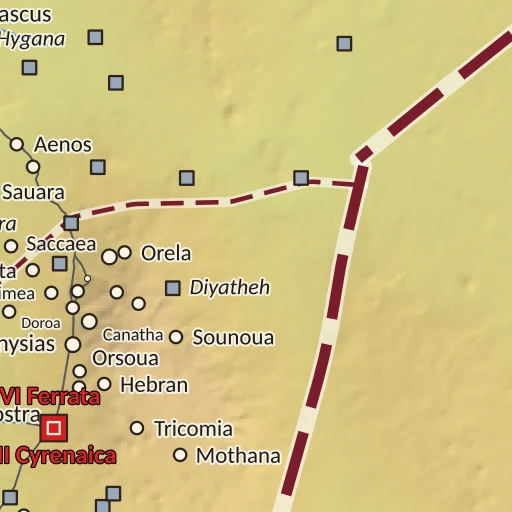 ascus
Hygana
Aenos
Sauara
ra
Saccaea
Orela
ta
imea
Diyatheh
Doroa
Canatha
Sounoua
nysias
Orsoua
Hebran
VI Ferrata
ostra
Tricomia
II Cyrenaica
Mothana